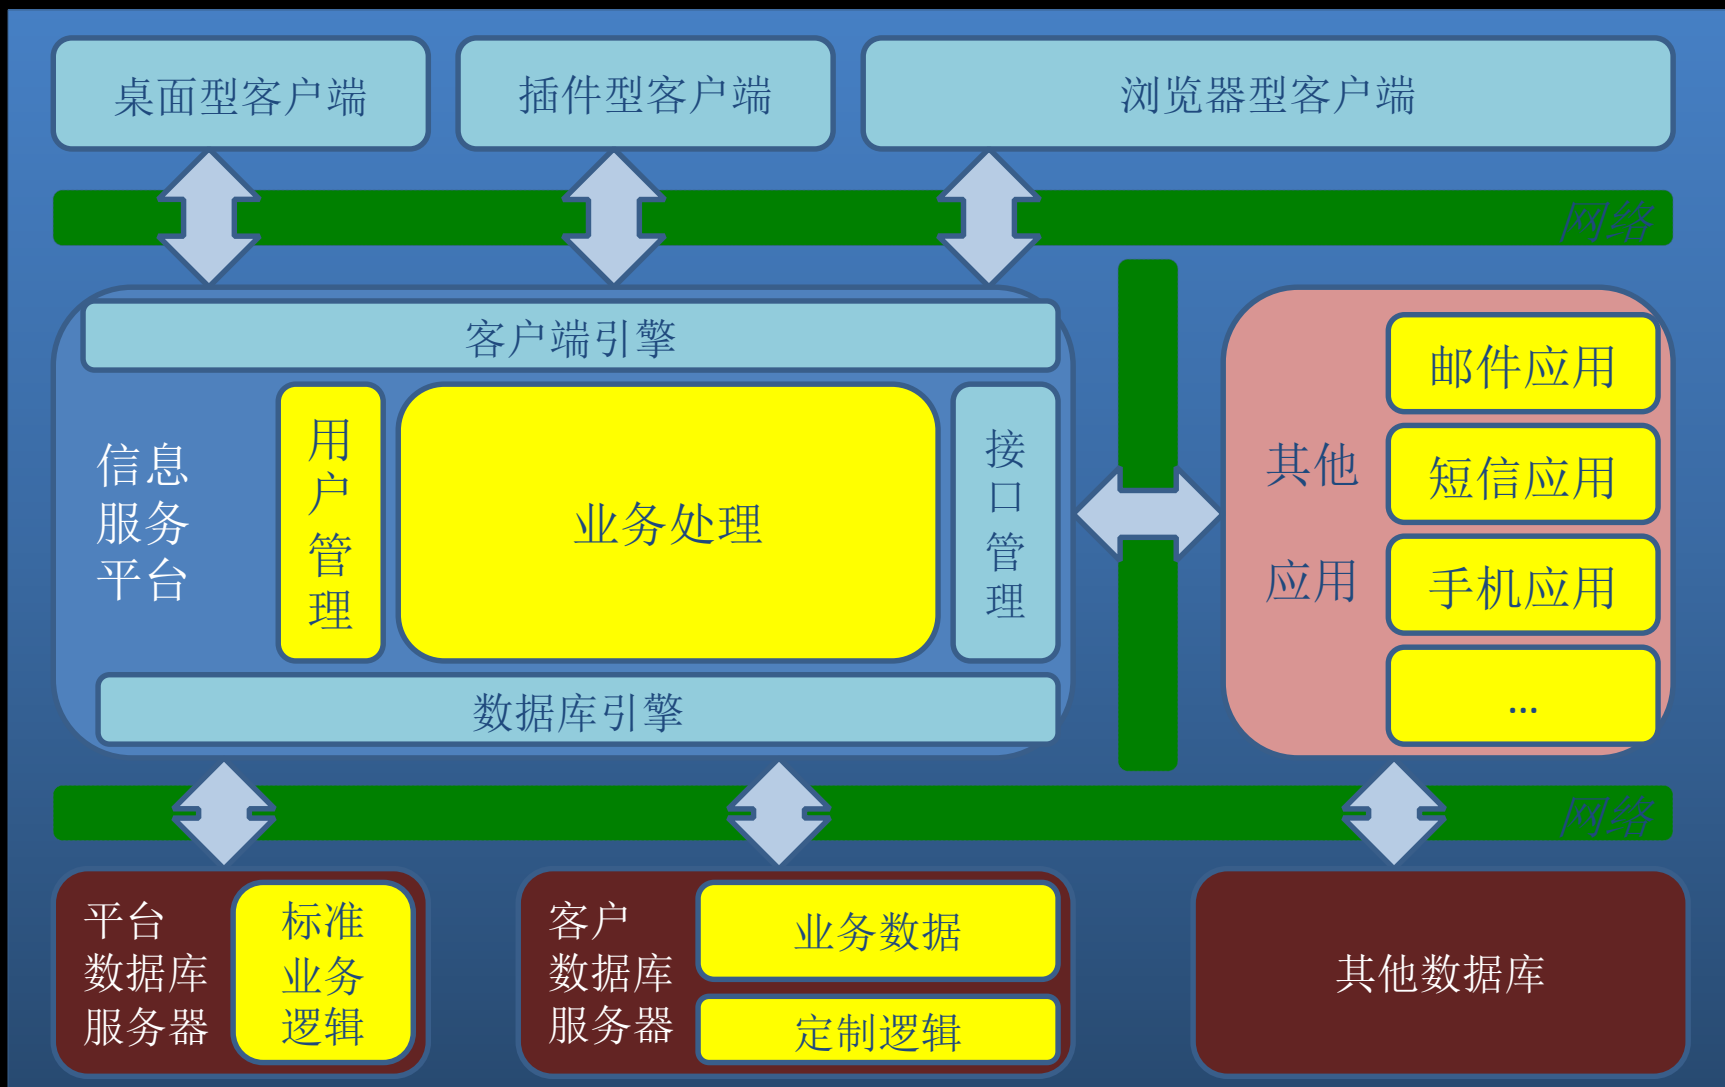 桌面型客户端
插件型客户端
浏览器型客户端
网络
客户端引擎
信息
服务
平台
用
户
管
理
业务处理
接
口
管
理
数据库引擎
其他
应用
邮件应用
短信应用
手机应用
...
网络
平台
数据库
服务器
标准
业务
逻辑
客户
数据库
服务器
业务数据
定制逻辑
其他数据库